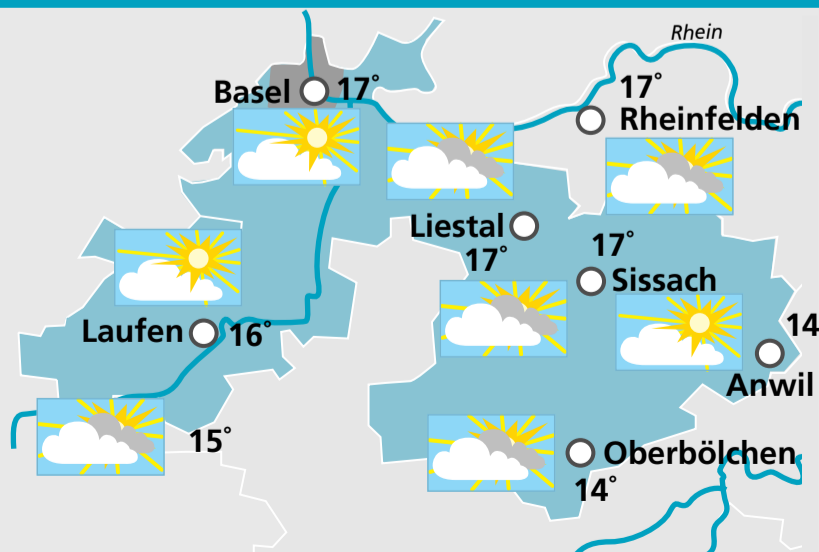 Rhein
Basel 17°
17°
Rheinfelden
Liestal
17°
17°
Sissach
14
Anwil
Laufen 16°
15°
Oberbölchen
14°